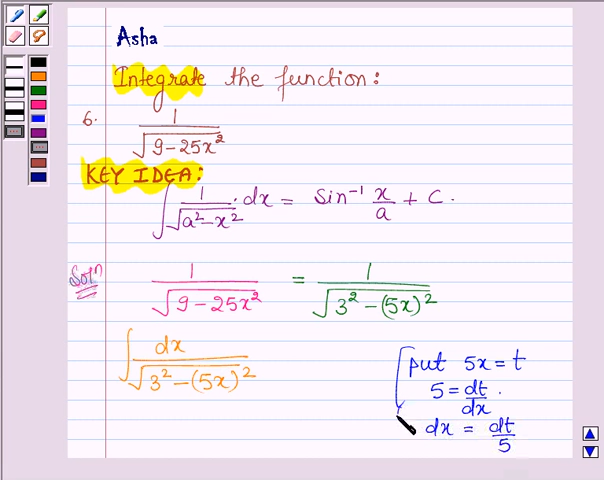 Asha
Integrate the function:
6. 1/√(9-25x²)
KEY IDEA:
∫ 1/√(a²-x²) · dx = sin⁻¹ x/a + C.
Solⁿ 1/√(9-25x²) = 1/√(3²-(5x)²)
∫ dx/√(3²-(5x)²)
put 5x = t
5 = dt/dx.
dx = dt/5